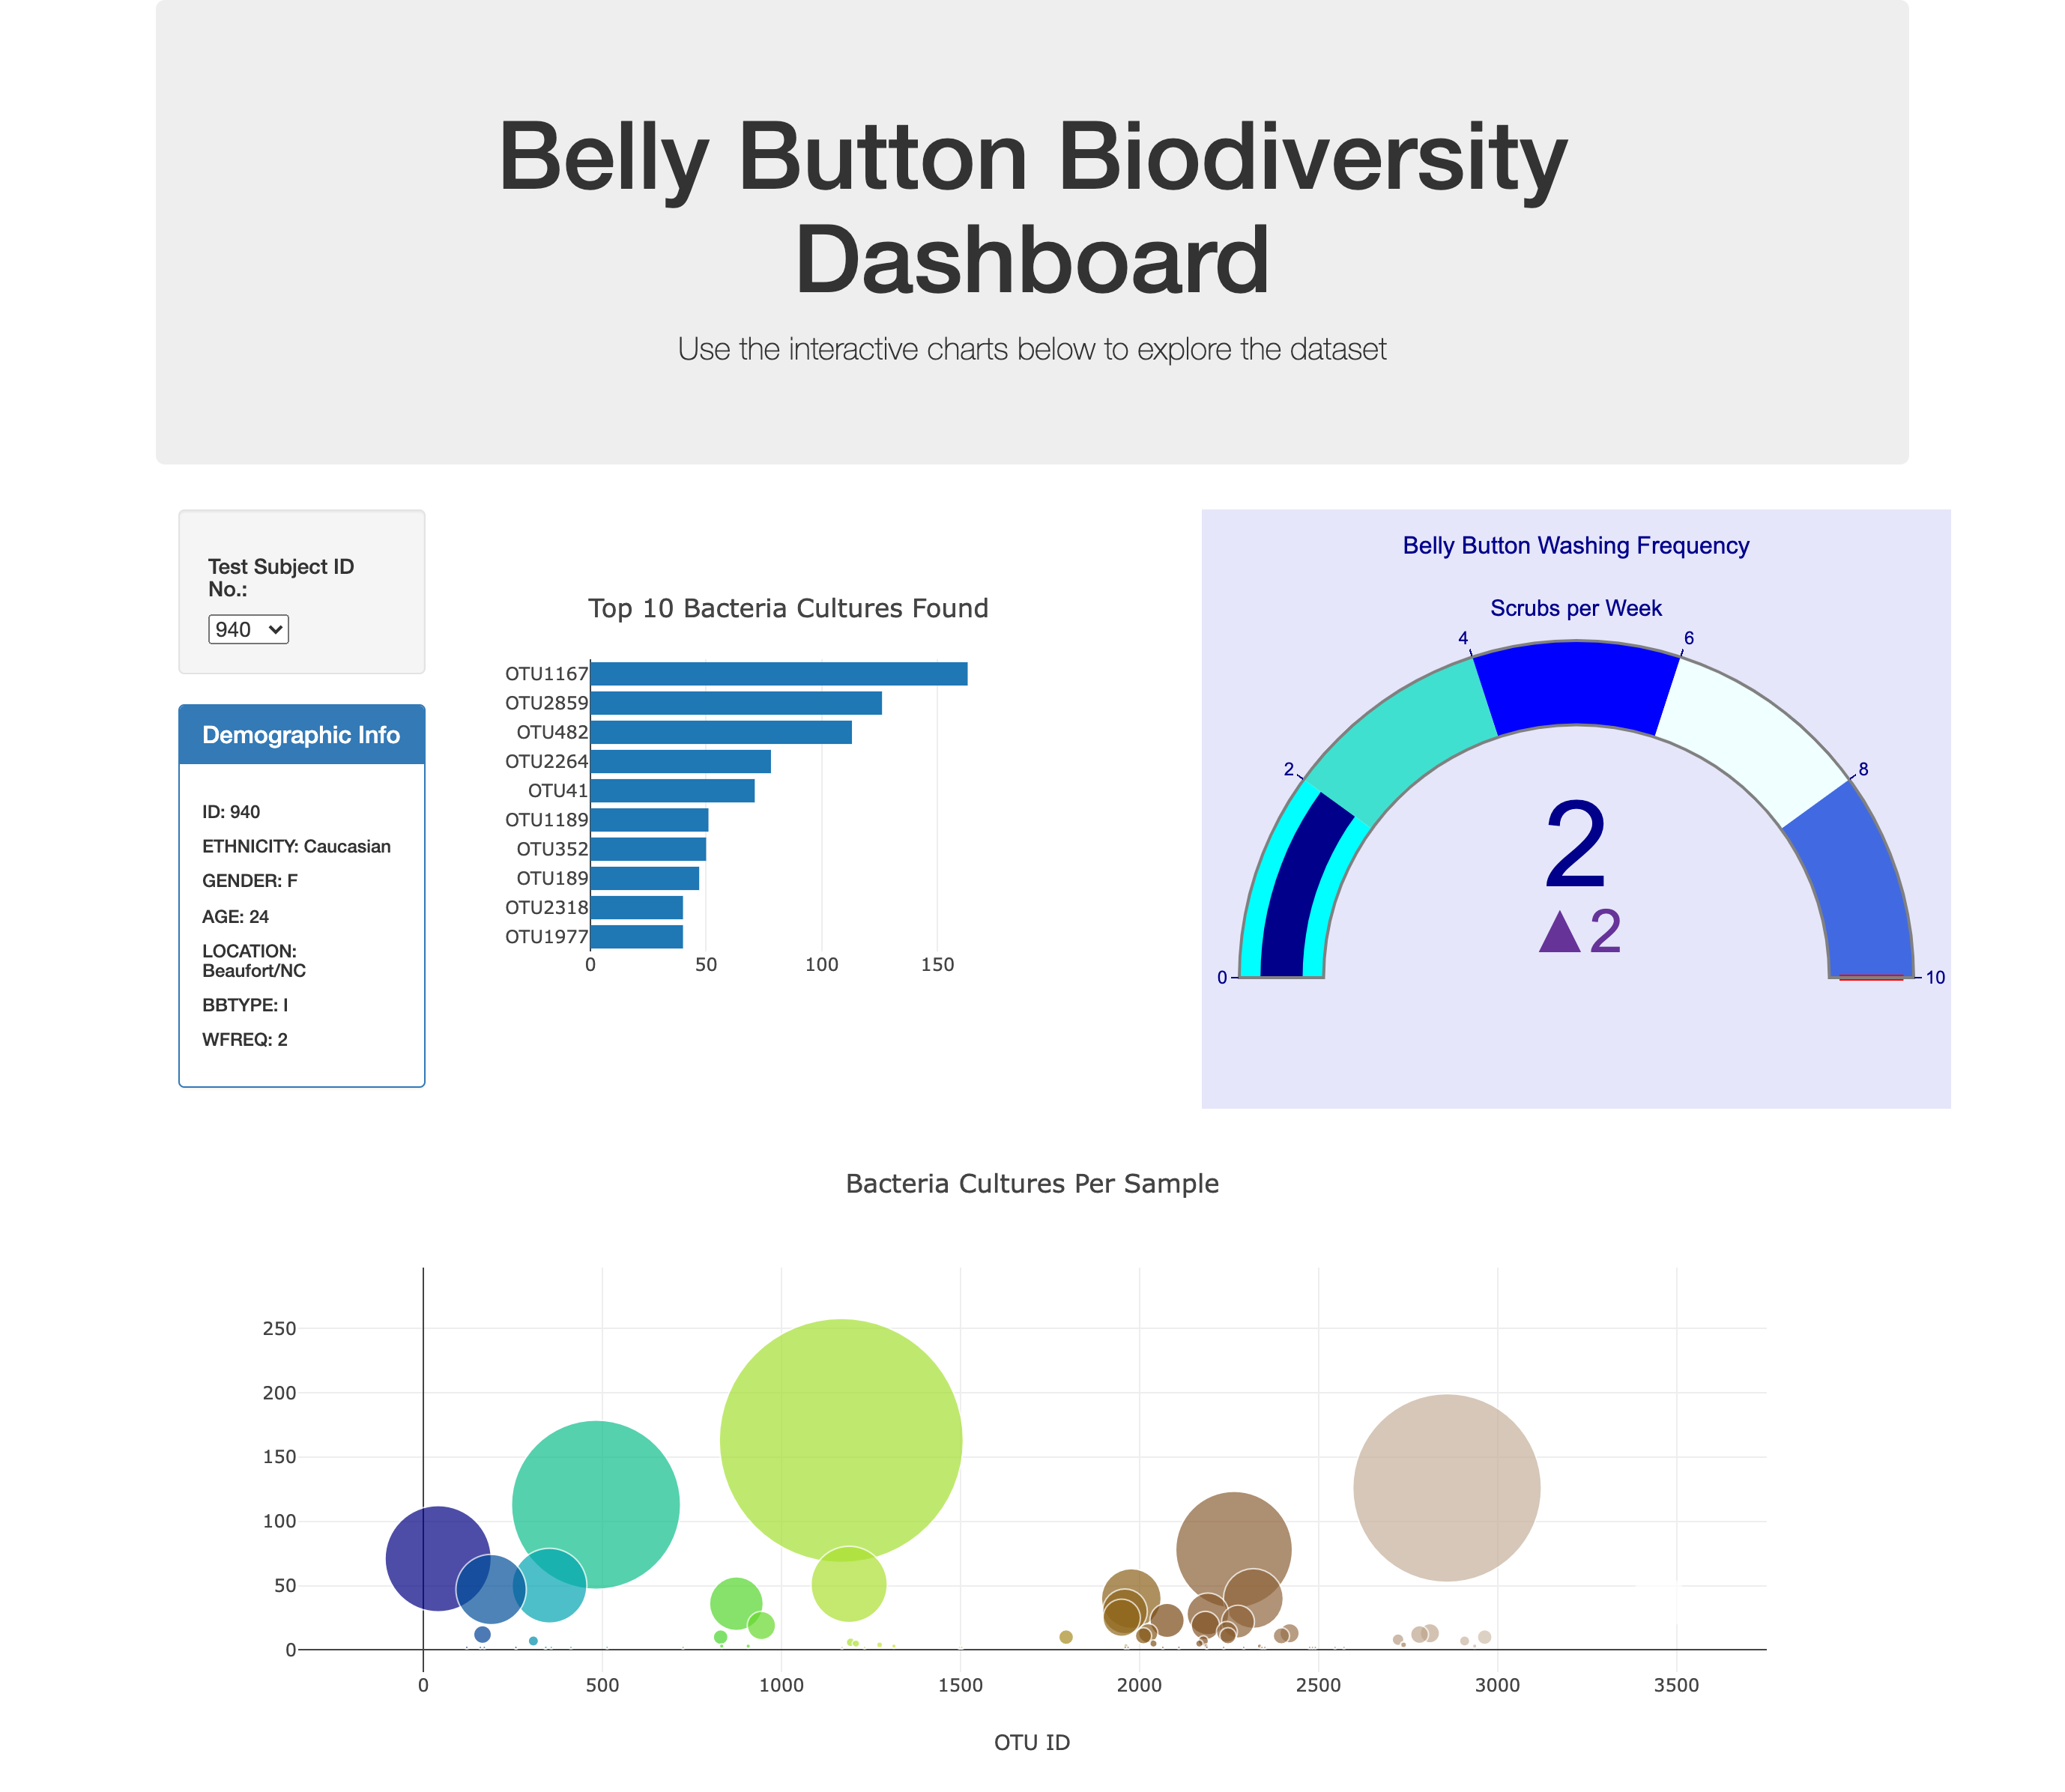 Belly Button Biodiversity
Dashboard
Use the interactive charts below to explore the dataset
Test Subject ID
No.:
940
Demographic Info
ID: 940
ETHNICITY: Caucasian
GENDER: F
AGE: 24
LOCATION:
Beaufort/NC
BBTYPE: I
WFREQ: 2
Top 10 Bacteria Cultures Found
OTU1167
OTU2859
OTU482
OTU2264
OTU41
OTU1189
OTU352
OTU189
OTU2318
OTU1977
0 50 100 150
Belly Button Washing Frequency
Scrubs per Week
4 6
2 8
2
▲2
0 10
Bacteria Cultures Per Sample
250
200
150
100
50
0
0 500 1000 1500 2000 2500 3000 3500
OTU ID